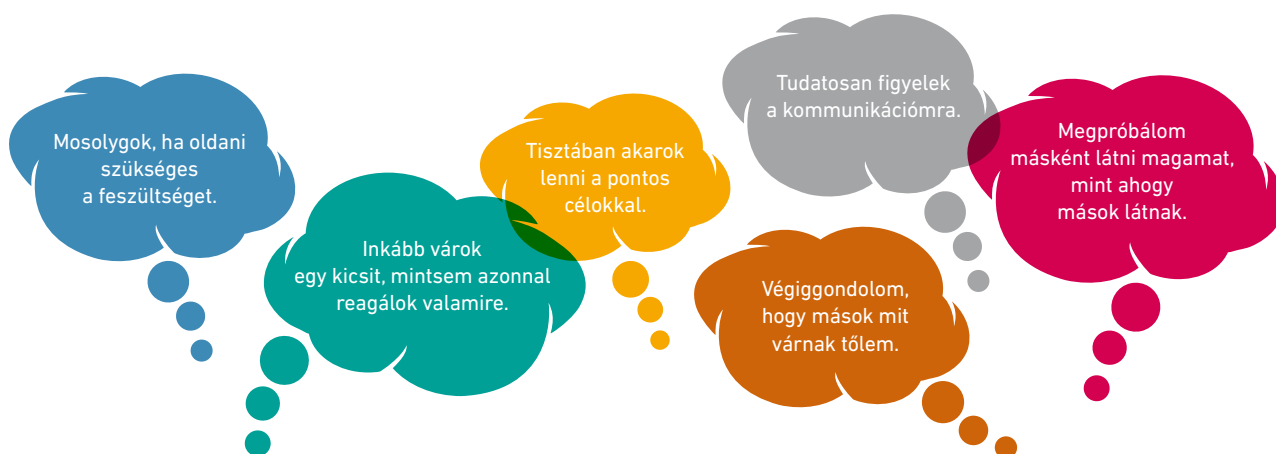 Mosolygok, ha oldani
szükséges
a feszültséget.
Inkább várok
egy kicsit, mintsem azonnal
reagálok valamire.
Tisztában akarok
lenni a pontos
célokkal.
Tudatosan figyelek
a kommunikációmra.
Végiggondolom,
hogy mások mit
várnak tőlem.
Megpróbálom
másként látni magamat,
mint ahogy
mások látnak.